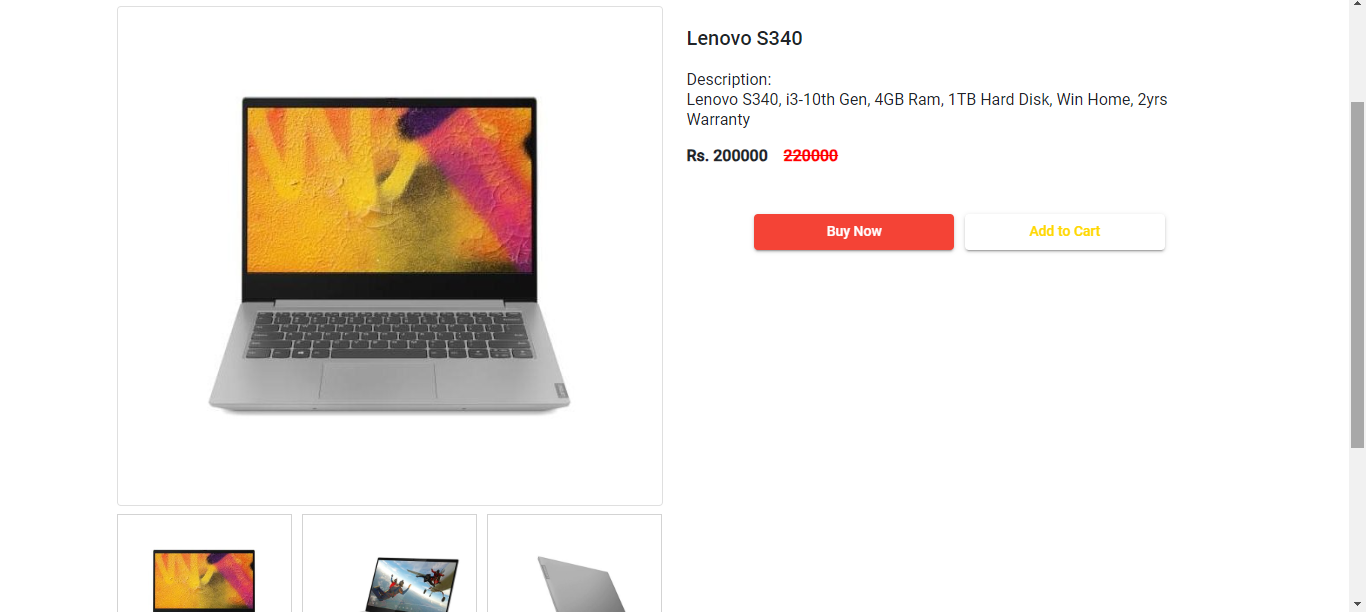 Lenovo S340
Description:
Lenovo S340, i3-10th Gen, 4GB Ram, 1TB Hard Disk, Win Home, 2yrs
Warranty
Rs. 200000 220000
Buy Now Add to Cart